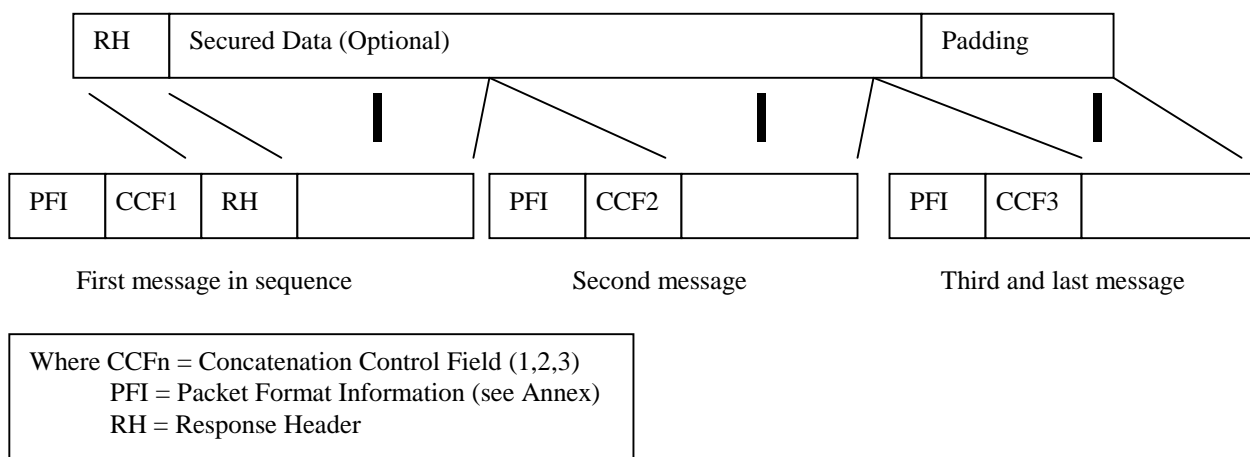 RH Secured Data (Optional) Padding
PFI CCF1 RH PFI CCF2 PFI CCF3
First message in sequence Second message Third and last message
Where CCFn = Concatenation Control Field (1,2,3)
PFI = Packet Format Information (see Annex)
RH = Response Header